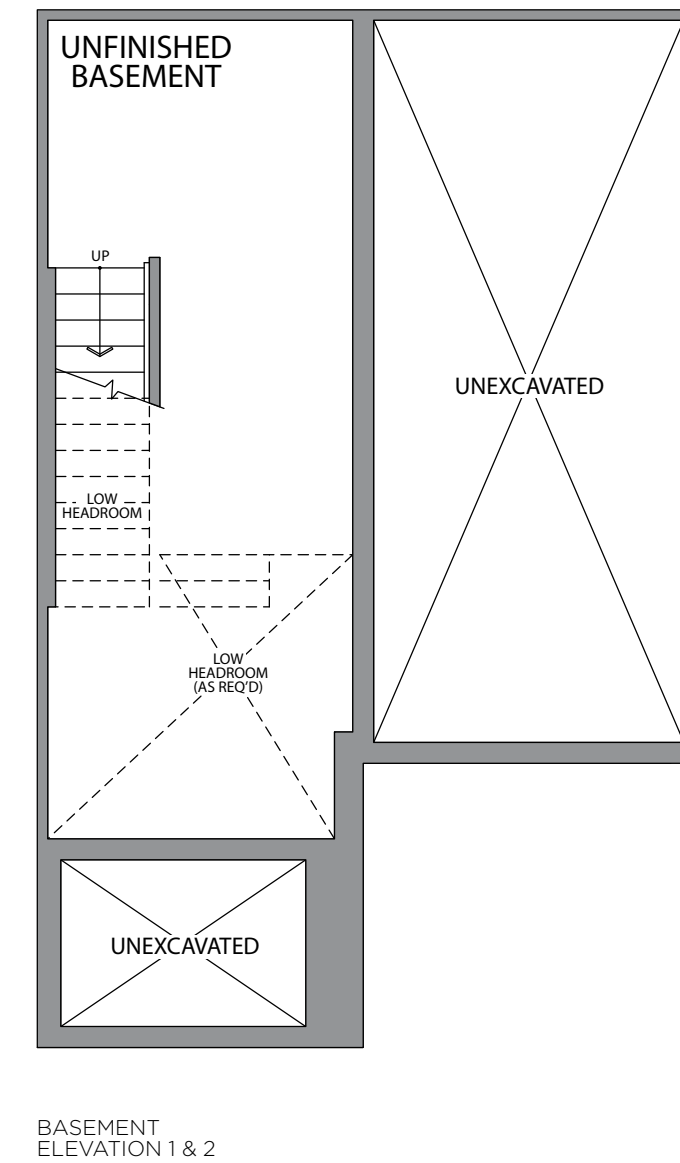 UNFINISHED
BASEMENT
UP
UNEXCAVATED
LOW
HEADROOM
LOW
HEADROOM
(AS REQ'D)
UNEXCAVATED
BASEMENT
ELEVATION 1 & 2